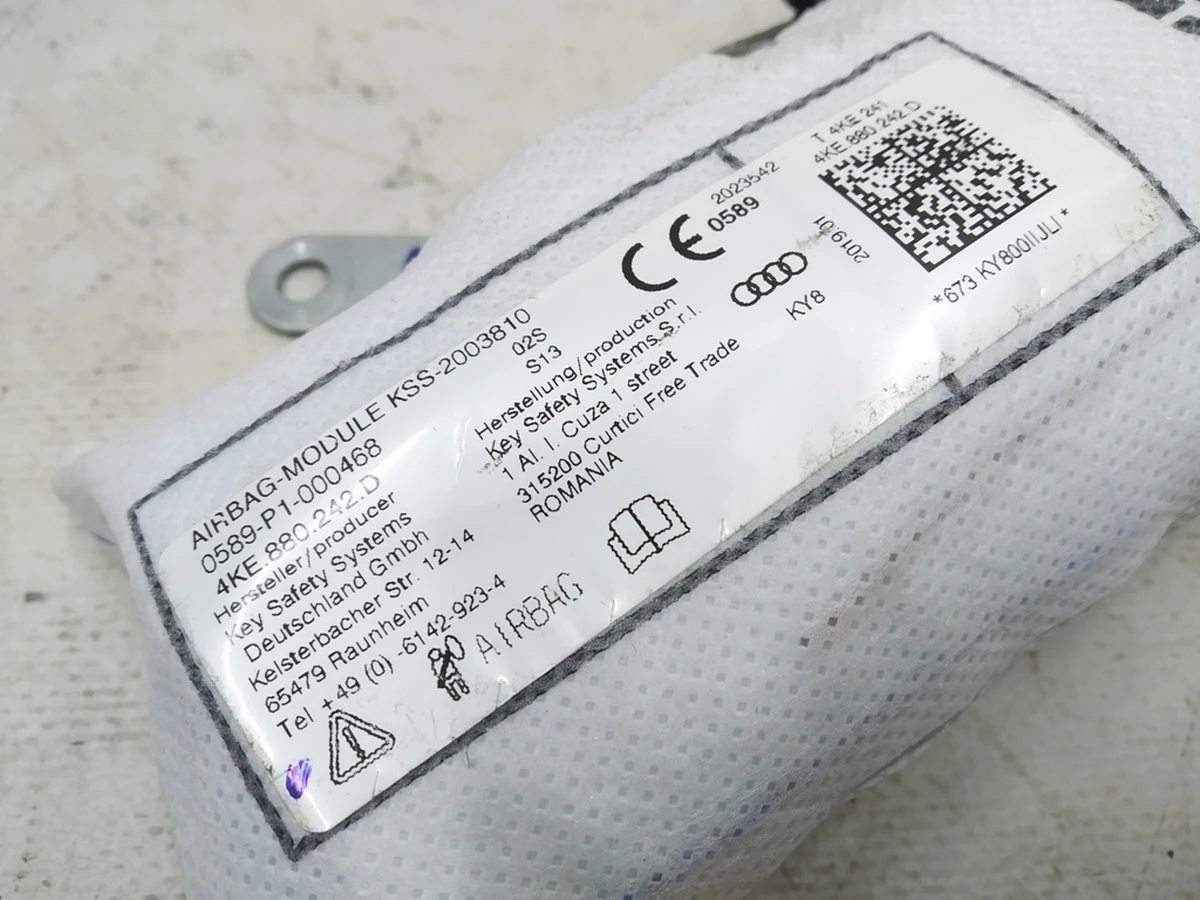 AIRBAG-MODULE KSS-2003810
0589-P1-000468
02S
4KE.880.242.D
S13
Hersteller/producer
Key Safety Systems
Deutschland Gmbh
Kelsterbacher Str. 12-14
65479 Raunheim
Tel +49 (0) -6142-923-4
AIRBAG
Herstellung/production
Key Safety Systems S.r.l.
1 Al. I. Cuza 1 street
315200 Curtici Free Trade
ROMANIA
CE 0589
2023542
KY8
2019.01
T 4KE 241
4KE.880.242.D
*673 KY800IIJLI *